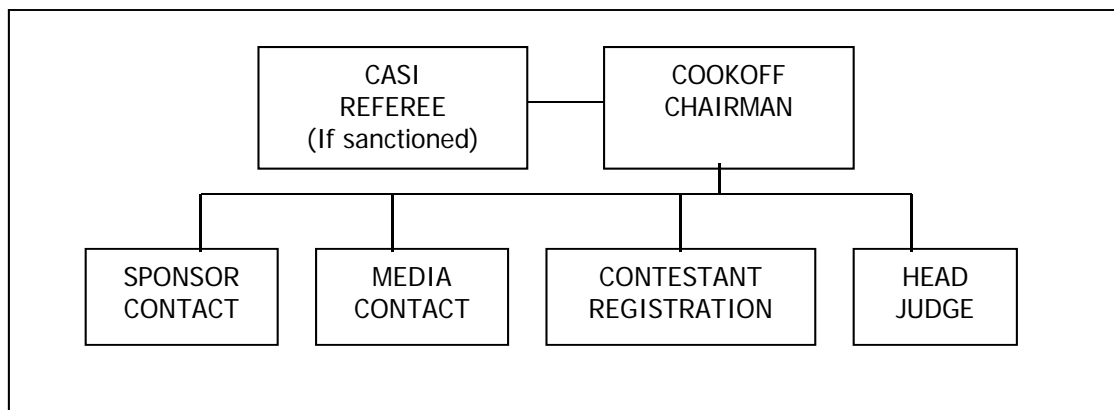 CASI
REFEREE
(If sanctioned)
COOKOFF
CHAIRMAN
SPONSOR
CONTACT
MEDIA
CONTACT
CONTESTANT
REGISTRATION
HEAD
JUDGE